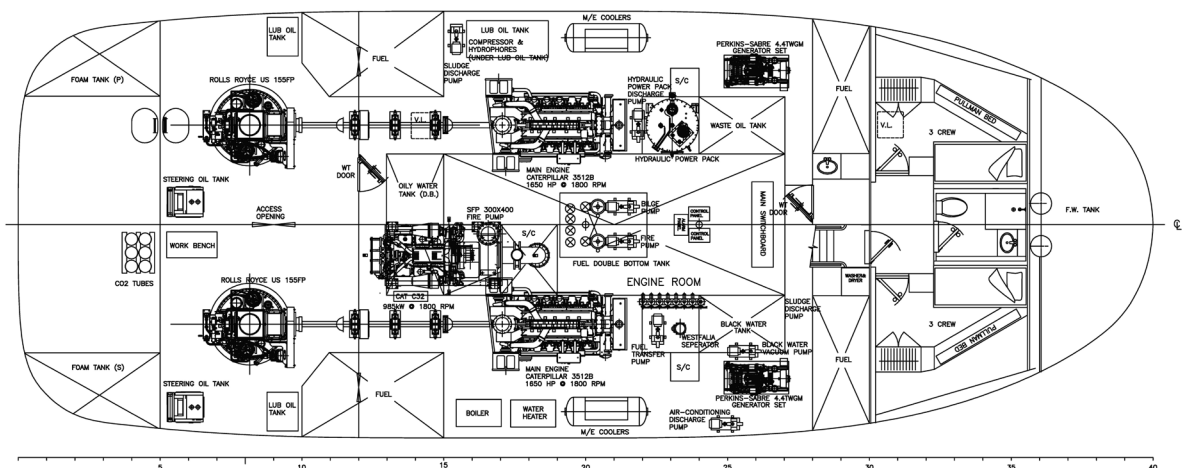 LUB OIL
TANK
LUB OIL TANK
COMPRESSOR &
HYDROPHORES
(UNDER LUB OIL TANK)
M/E COOLERS
FUEL
SLUDGE
DISCHARGE
PUMP
PERKINS-SABRE 4.4TWGM
GENERATOR SET
FOAM TANK (P)
ROLLS ROYCE US 155FP
HYDRAULIC
POWER PACK
DISCHARGE
PUMP
S/C
FUEL
PULLMAN BED
V.L.
WASTE OIL TANK
V.L.
3 CREW
HYDRAULIC POWER PACK
WT
DOOR
MAIN ENGINE
CATERPILLAR 3512B
1650 HP @ 1800 RPM
STEERING OIL TANK
OILY WATER
TANK (D.B.)
MAIN SWITCHBOARD
WT
DOOR
ACCESS
OPENING
SFP 300X400
FIRE PUMP
S/C
BILGE
PUMP
CONTROL
PANEL
ALARM
PANEL
CONTROL
PANEL
F.W. TANK
WORK BENCH
FIRE
PUMP
FUEL DOUBLE BOTTOM TANK
CO2 TUBES
ROLLS ROYCE US 155FP
ENGINE ROOM
WASHER&
DRYER
CAT C32
985kW @ 1800 RPM
SLUDGE
DISCHARGE
PUMP
BLACK WATER
TANK
3 CREW
FUEL
TRANSFER
PUMP
WESTFALIA
SEPERATOR
BLACK WATER
VACUUM PUMP
PULLMAN BED
FOAM TANK (S)
MAIN ENGINE
CATERPILLAR 3512B
1650 HP @ 1800 RPM
S/C
FUEL
STEERING OIL TANK
LUB OIL
TANK
FUEL
BOILER
WATER
HEATER
M/E COOLERS
PERKINS-SABRE 4.4TWGM
GENERATOR SET
AIR-CONDITIONING
DISCHARGE
PUMP
5 10 15 20 25 30 35 40